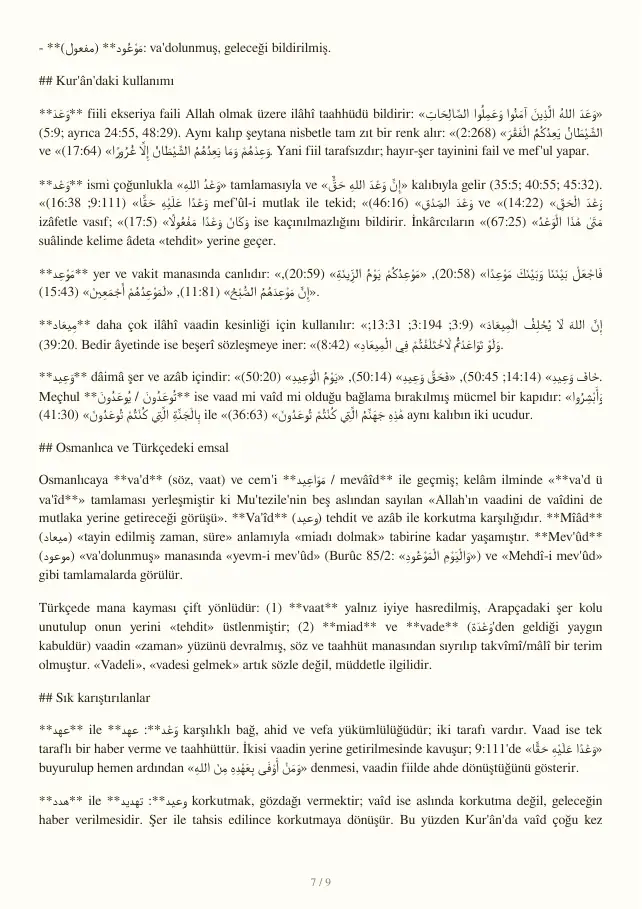 - **مَوْعُود** (مفعول): va'dolunmuş, geleceği bildirilmiş.
## Kur'ân'daki kullanımı
**وَعَدَ** fiili ekseriya faili Allah olmak üzere ilâhî taahhüdü bildirir: «وَعَدَ اللهُ الَّذِينَ آمَنُوا وَعَمِلُوا الصَّالِحَاتِ»
(5:9; ayrıca 24:55, 48:29). Aynı kalıp şeytana nisbetle tam zıt bir renk alır: «الشَّيْطَانُ يَعِدُكُمُ الْفَقْرَ» (2:268)
ve «وَعِدْهُمْ وَمَا يَعِدُهُمُ الشَّيْطَانُ إِلَّا غُرُورًا» (17:64). Yani fiil tarafsızdır; hayır-şer tayinini fail ve mef'ul yapar.
**وَعْد** ismi çoğunlukla «وَعْدُ اللهِ» tamlamasıyla ve «إِنَّ وَعْدَ اللهِ حَقٌّ» kalıbıyla gelir (35:5; 40:55; 45:32).
«وَعْدًا عَلَيْهِ حَقًّا» (9:111; 16:38) mef'ûl-i mutlak ile tekid; «وَعْدَ الصِّدْقِ» (46:16) ve «وَعْدَ الْحَقِّ» (14:22)
izâfetle vasıf; «وَكَانَ وَعْدًا مَفْعُولًا» (17:5) ise kaçınılmazlığını bildirir. İnkârcıların «مَتَىٰ هَٰذَا الْوَعْدُ» (67:25)
suâlinde kelime âdeta «tehdit» yerine geçer.
**مَوْعِد** yer ve vakit manasında canlıdır: «مَوْعِدُكُمْ يَوْمُ الزِّينَةِ» (20:59), «فَاجْعَلْ بَيْنَنَا وَبَيْنَكَ مَوْعِدًا» (20:58),
«إِنَّ مَوْعِدَهُمُ الصُّبْحُ» (11:81), «لَمَوْعِدُهُمْ أَجْمَعِينَ» (15:43).
**مِيعَاد** daha çok ilâhî vaadin kesinliği için kullanılır: «إِنَّ اللهَ لَا يُخْلِفُ الْمِيعَادَ» (3:9; 3:194; 13:31;
39:20). Bedir âyetinde ise beşerî sözleşmeye iner: «وَلَوْ تَوَاعَدْتُمْ لَاخْتَلَفْتُمْ فِي الْمِيعَادِ» (8:42).
**وَعِيد** dâimâ şer ve azâb içindir: «يَوْمُ الْوَعِيدِ» (50:20), «فَحَقَّ وَعِيدِ» (50:14), «خَافَ وَعِيدِ» (14:14; 50:45).
Meçhul **تُوعَدُونَ / يُوعَدُونَ** ise vaad mi vaîd mi olduğu bağlama bırakılmış mücmel bir kapıdır: «وَأَبْشِرُوا
بِالْجَنَّةِ الَّتِي كُنْتُمْ تُوعَدُونَ» (41:30) ile «هَٰذِهِ جَهَنَّمُ الَّتِي كُنْتُمْ تُوعَدُونَ» (36:63) aynı kalıbın iki ucudur.
## Osmanlıca ve Türkçedeki emsal
Osmanlıcaya **va'd** (söz, vaat) ve cem'i **مَوَاعِيد / mevâîd** ile geçmiş; kelâm ilminde «**va'd ü
va'îd**» tamlaması yerleşmiştir ki Mu'tezile'nin beş aslından sayılan «Allah'ın vaadini de vaîdini de
mutlaka yerine getireceği görüşü». **Va'îd** (وعيد) tehdit ve azâb ile korkutma karşılığıdır. **Mîâd**
(ميعاد) «tayin edilmiş zaman, süre» anlamıyla «miadı dolmak» tabirine kadar yaşamıştır. **Mev'ûd**
(موعود) «va'dolunmuş» manasında «yevm-i mev'ûd» (Burûc 85/2: «وَالْيَوْمِ الْمَوْعُودِ») ve «Mehdî-i mev'ûd»
gibi tamlamalarda görülür.
Türkçede mana kayması çift yönlüdür: (1) **vaat** yalnız iyiye hasredilmiş, Arapçadaki şer kolu
unutulup onun yerini «tehdit» üstlenmiştir; (2) **miad** ve **vade** (وَعْدَة'den geldiği yaygın
kabuldür) vaadin «zaman» yüzünü devralmış, söz ve taahhüt manasından sıyrılıp takvîmî/mâlî bir terim
olmuştur. «Vadeli», «vadesi gelmek» artık sözle değil, müddetle ilgilidir.
## Sık karıştırılanlar
**عهد** ile **وَعْد**: عهد karşılıklı bağ, ahid ve vefa yükümlülüğüdür; iki tarafı vardır. Vaad ise tek
taraflı bir haber verme ve taahhüttür. İkisi vaadin yerine getirilmesinde kavuşur; 9:111'de «وَعْدًا عَلَيْهِ حَقًّا»
buyurulup hemen ardından «وَمَنْ أَوْفَى بِعَهْدِهِ مِنَ اللهِ» denmesi, vaadin fiilde ahde dönüştüğünü gösterir.
**هدد** ile **وعيد**: تهديد korkutmak, gözdağı vermektir; vaîd ise aslında korkutma değil, geleceğin
haber verilmesidir. Şer ile tahsis edilince korkutmaya dönüşür. Bu yüzden Kur'ân'da vaîd çoğu kez
7 / 9